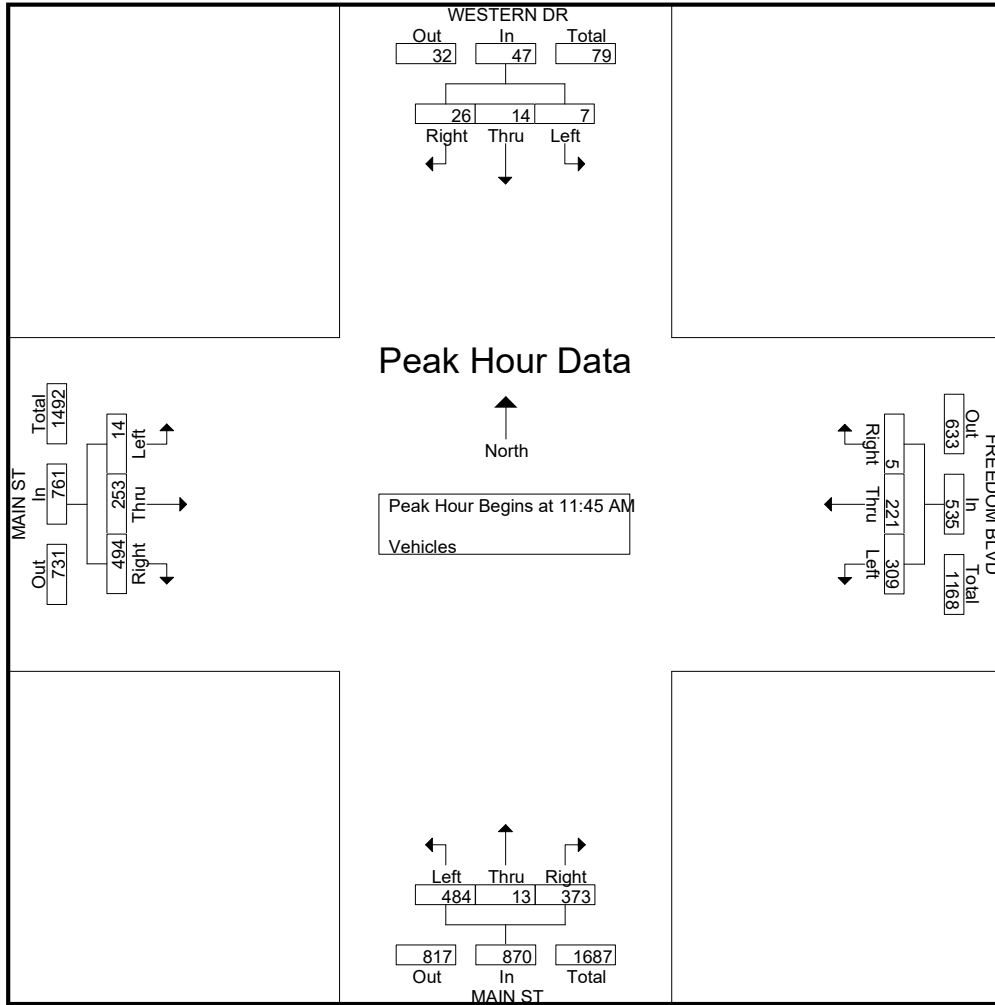 WESTERN DR
Out In Total
32 47 79
26 14 7
Right Thru Left
Peak Hour Data
North
Peak Hour Begins at 11:45 AM
Vehicles
MAIN ST
Total In Out
1492 761 731
14 253 494
Left Thru Right
FREEDOM BLVD
Out In Total
633 535 1168
5 221 309
Right Thru Left
Left Thru Right
484 13 373
817 870 1687
Out In Total
MAIN ST